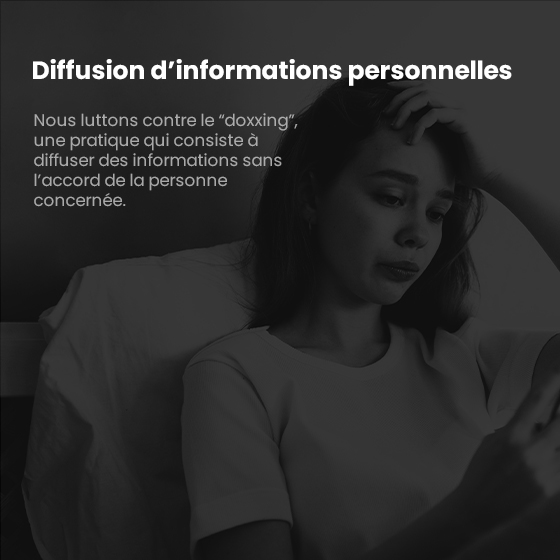 Diffusion d’informations personnelles
Nous luttons contre le “doxxing”,
une pratique qui consiste à
diffuser des informations sans
l’accord de la personne
concernée.